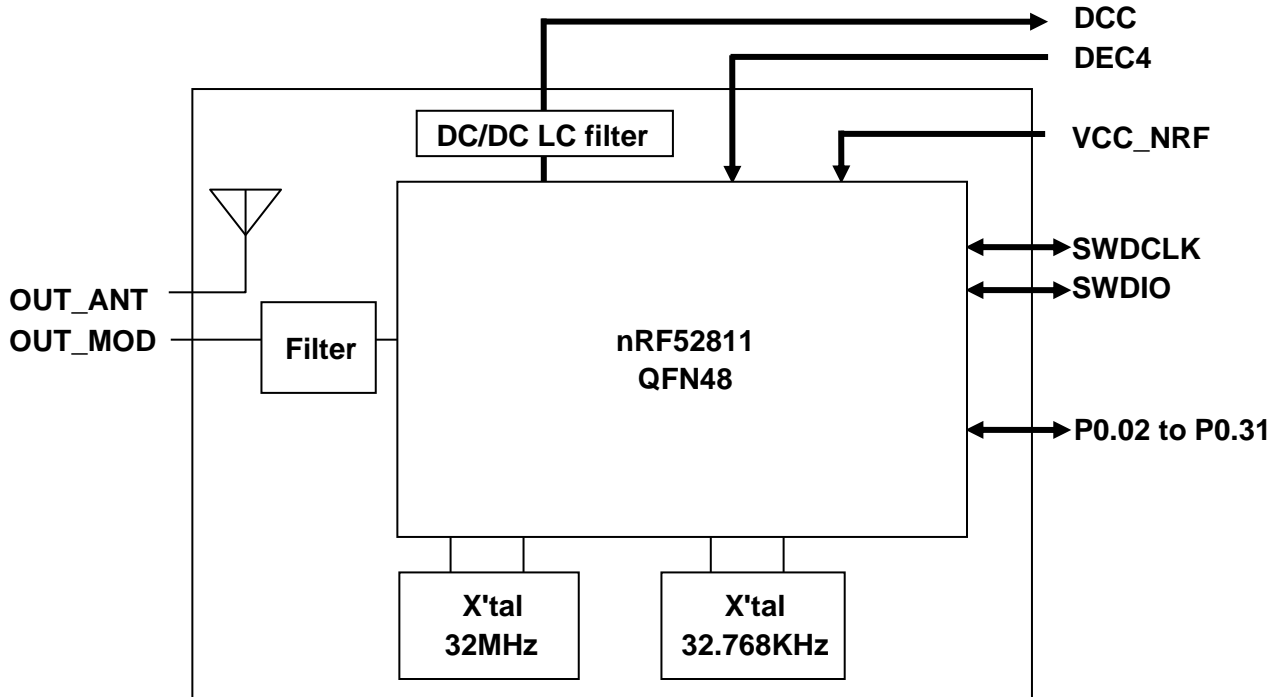 DCC
DEC4
DC/DC LC filter
VCC_NRF
SWDCLK
SWDIO
OUT_ANT
OUT_MOD
Filter
nRF52811
QFN48
P0.02 to P0.31
X'tal
32MHz
X'tal
32.768KHz